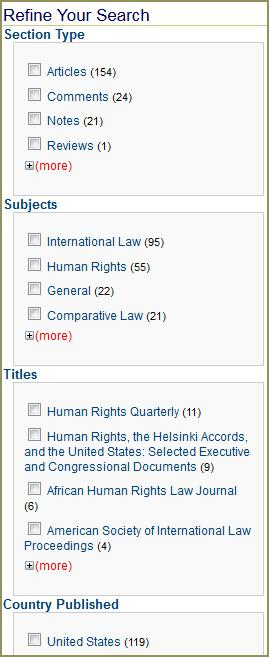 Refine Your Search
Section Type
Articles (154)
Comments (24)
Notes (21)
Reviews (1)
(more)
Subjects
International Law (95)
Human Rights (55)
General (22)
Comparative Law (21)
(more)
Titles
Human Rights Quarterly (11)
Human Rights, the Helsinki Accords,
and the United States: Selected Executive
and Congressional Documents (9)
African Human Rights Law Journal
(6)
American Society of International Law
Proceedings (4)
(more)
Country Published
United States (119)